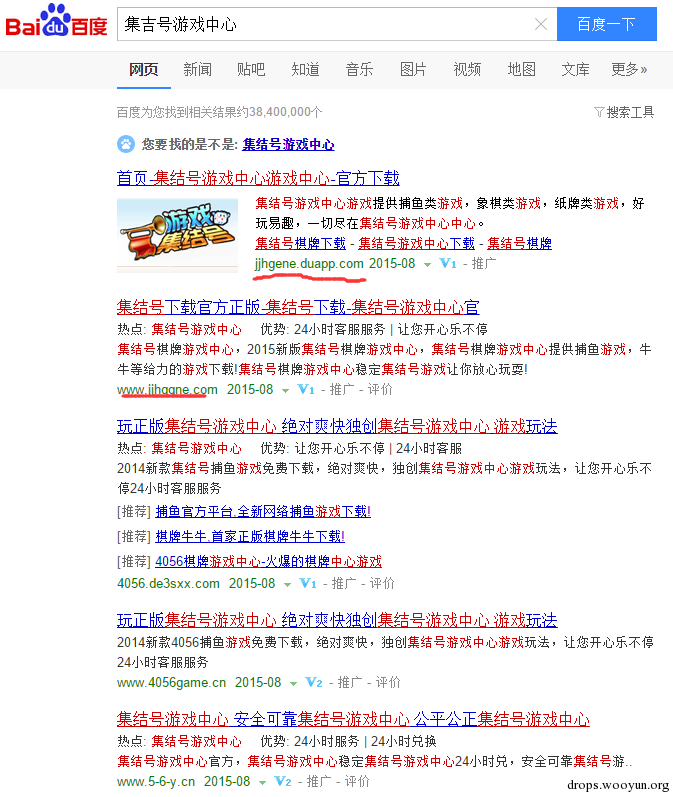 Bai du 百度 集吉号游戏中心 百度一下
网页 新闻 贴吧 知道 音乐 图片 视频 地图 文库 更多»
百度为您找到相关结果约38,400,000个 搜索工具
您要找的是不是: 集结号游戏中心
首页-集结号游戏中心游戏中心-官方下载
游戏集结号
集结号游戏中心游戏提供捕鱼类游戏，象棋类游戏，纸牌类游戏，好
玩易趣，一切尽在集结号游戏中心中心。
集结号棋牌下载 - 集结号游戏中心下载 - 集结号棋牌
jjhgene.duapp.com 2015-08 V1 - 推广
集结号下载官方正版-集结号下载-集结号游戏中心官
热点: 集结号游戏中心 优势: 24小时客服服务 | 让您开心乐不停
集结号棋牌游戏中心，2015新版集结号棋牌游戏中心，集结号棋牌游戏中心提供捕鱼游戏，牛
牛等给力的游戏下载!集结号棋牌游戏中心稳定集结号游戏让你放心玩耍!
www.jjhggne.com 2015-08 V1 - 推广 - 评价
玩正版集结号游戏中心 绝对爽快独创集结号游戏中心 游戏玩法
热点: 集结号游戏中心 优势: 让您开心乐不停 | 24小时客服
2014新款集结号捕鱼游戏免费下载，绝对爽快，独创集结号游戏中心游戏玩法，让您开心乐不
停24小时客服服务
[推荐] 捕鱼官方平台,全新网络捕鱼游戏下载!
[推荐] 棋牌牛牛,首家正版棋牌牛牛下载!
[推荐] 4056棋牌游戏中心-火爆的棋牌中心游戏
4056.de3sxx.com 2015-08 V1 - 推广 - 评价
玩正版集结号游戏中心 绝对爽快独创集结号游戏中心 游戏玩法
2014新款4056捕鱼游戏免费下载，绝对爽快，独创集结号游戏中心游戏玩法，让您开心乐不停
24小时客服服务
www.4056game.cn 2015-08 V2 - 推广 - 评价
集结号游戏中心 安全可靠集结号游戏中心 公平公正集结号游戏中心
热点: 集结号游戏中心 优势: 24小时服务 | 24小时兑换
集结号游戏中心官方，集结号游戏中心稳定集结号游戏中心24小时兑，安全可靠集结号游..
www.5-6-y.cn 2015-08 V2 - 推广 - 评价
drops.wooyun.org